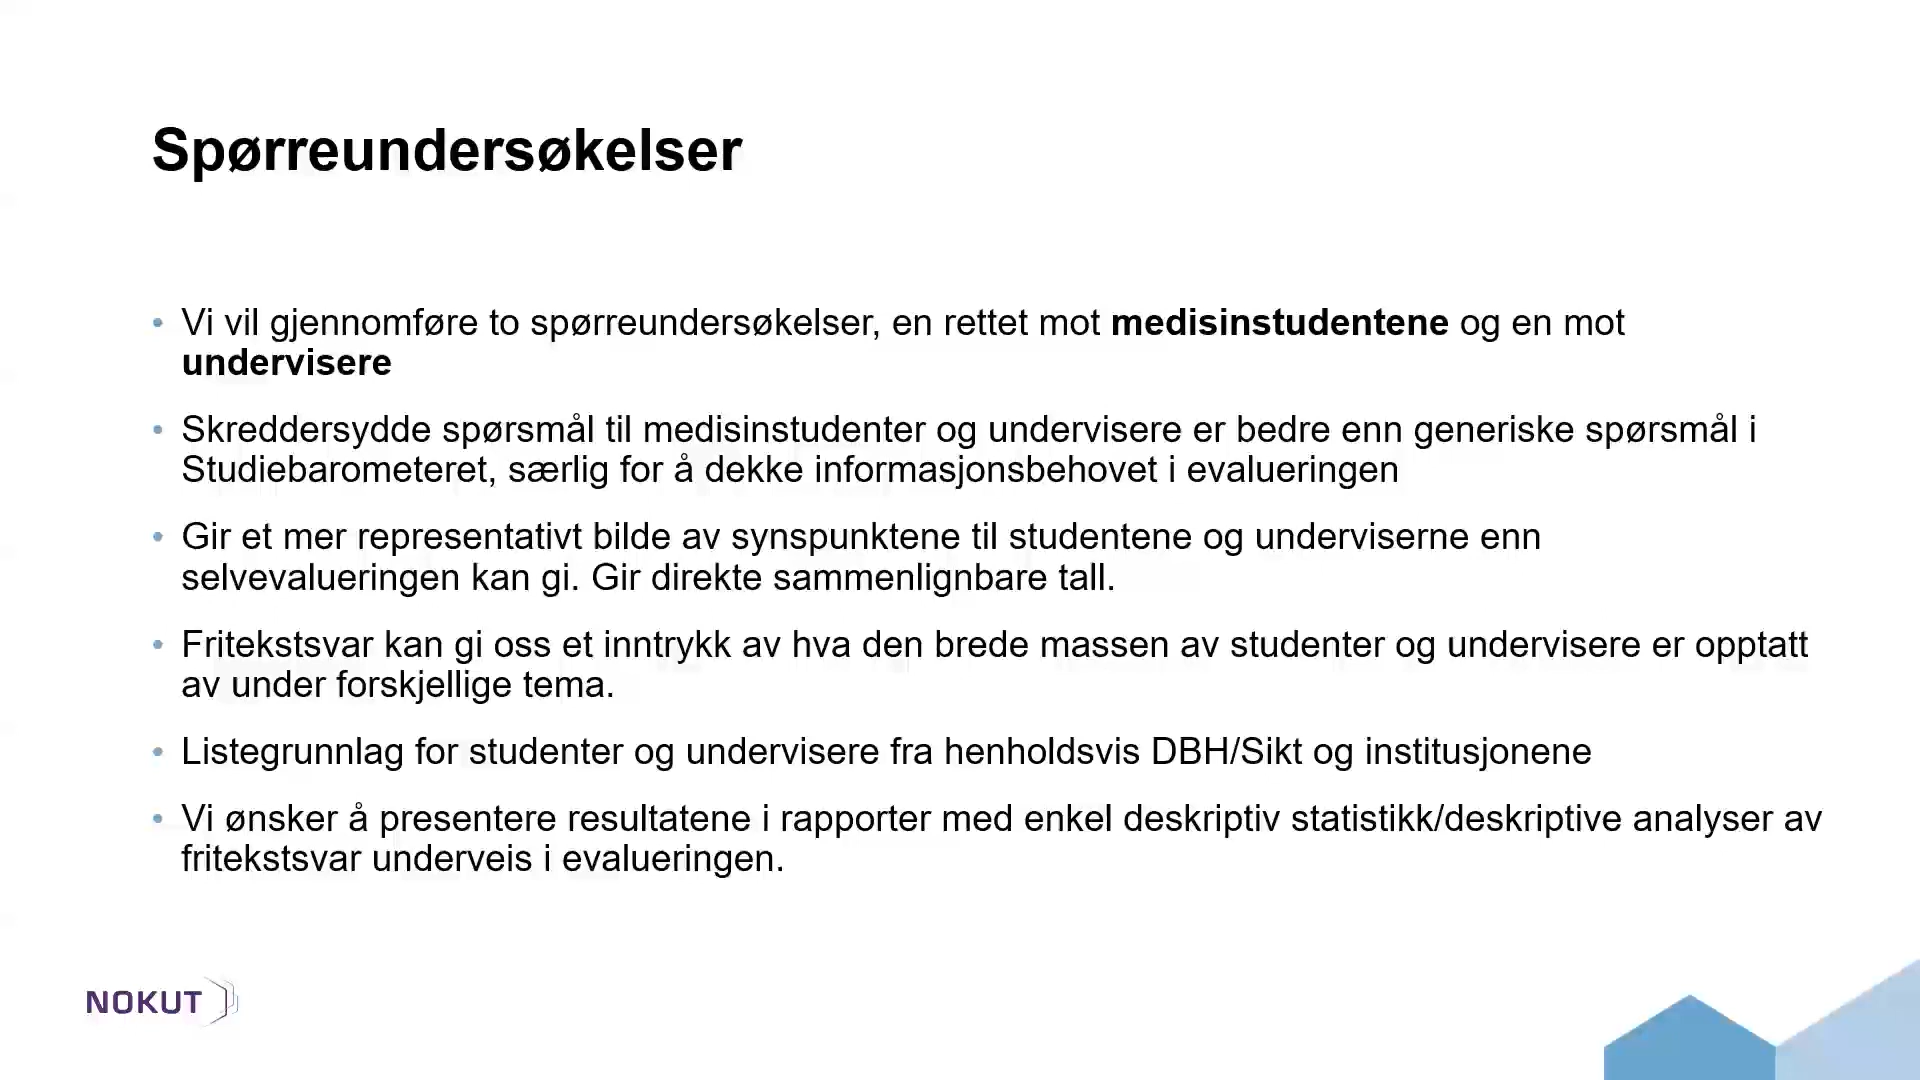 Spørreundersøkelser
• Vi vil gjennomføre to spørreundersøkelser, en rettet mot medisinstudentene og en mot
undervisere
• Skreddersydde spørsmål til medisinstudenter og undervisere er bedre enn generiske spørsmål i
Studiebarometeret, særlig for å dekke informasjonsbehovet i evalueringen
• Gir et mer representativt bilde av synspunktene til studentene og underviserne enn
selvevalueringen kan gi. Gir direkte sammenlignbare tall.
• Fritekstsvar kan gi oss et inntrykk av hva den brede massen av studenter og undervisere er opptatt
av under forskjellige tema.
• Listegrunnlag for studenter og undervisere fra henholdsvis DBH/Sikt og institusjonene
• Vi ønsker å presentere resultatene i rapporter med enkel deskriptiv statistikk/deskriptive analyser av
fritekstsvar underveis i evalueringen.
NOKUT